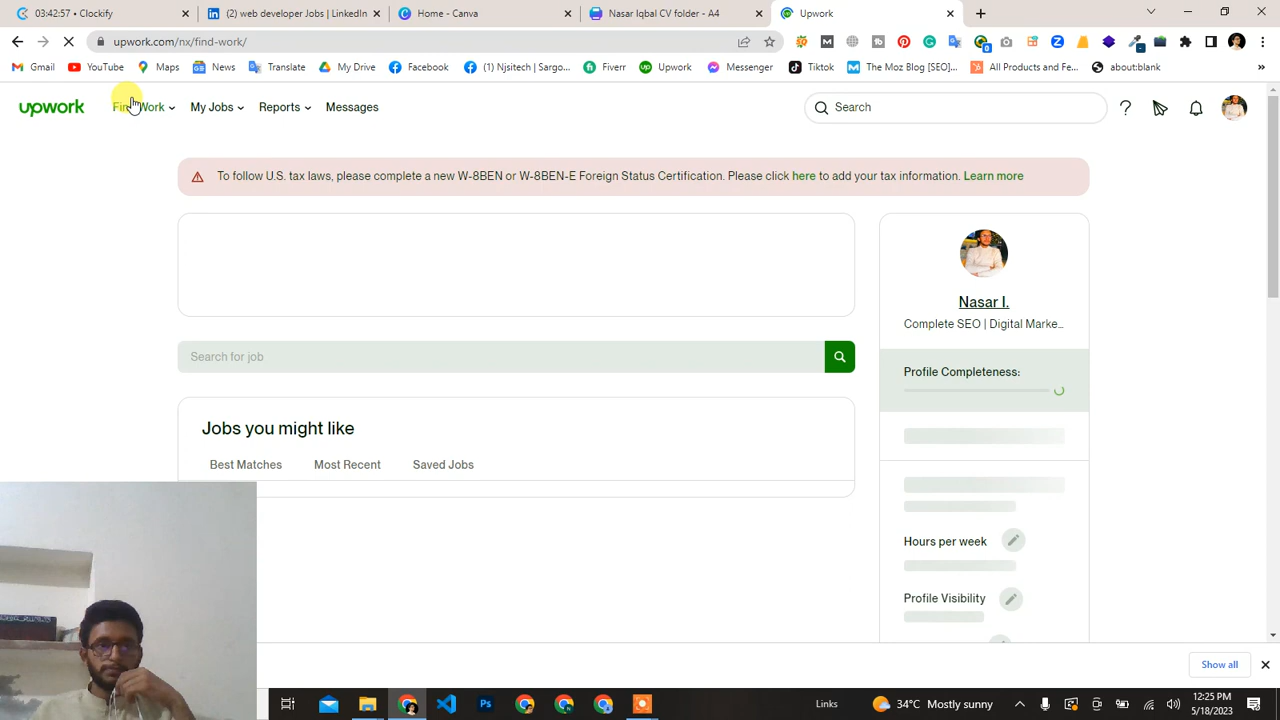 03:42:57 • Clockify
(2) web developer Jobs | LinkedIn
Home - Canva
Nasar Iqbal CV folder - A4
Upwork
upwork.com/nx/find-work/
Gmail
YouTube
Maps
News
Translate
My Drive
Facebook
(1) Njsitech | Sargo...
Fiverr
Upwork
Messenger
Tiktok
The Moz Blog [SEO]...
All Products and Fe...
about:blank
upwork
Find Work
My Jobs
Reports
Messages
Search
To follow U.S. tax laws, please complete a new W-8BEN or W-8BEN-E Foreign Status Certification. Please click here to add your tax information. Learn more
Nasar I.
Complete SEO | Digital Marke...
Search for job
Profile Completeness:
Jobs you might like
Best Matches
Most Recent
Saved Jobs
Hours per week
Profile Visibility
Show all
Links
34°C Mostly sunny
12:25 PM
5/18/2023